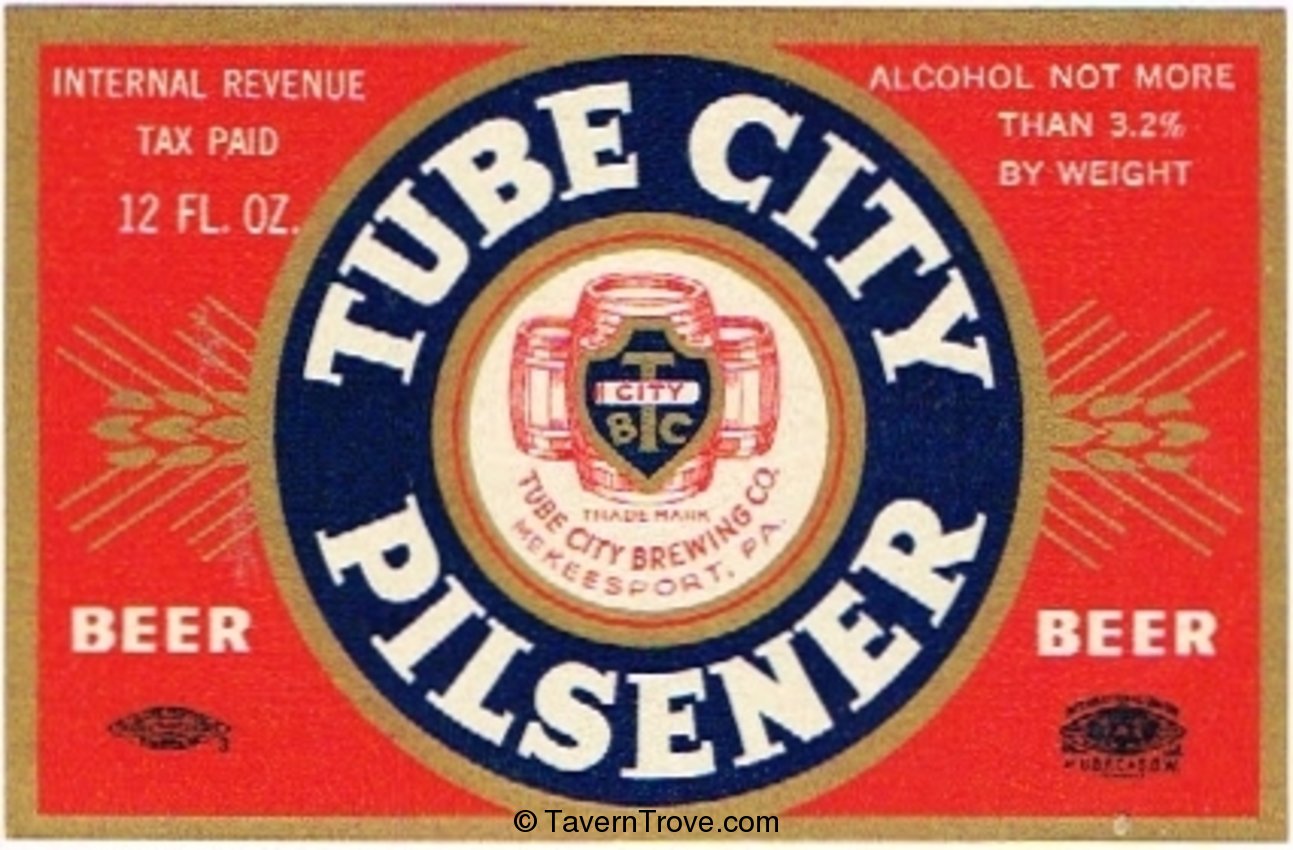 INTERNAL REVENUE
TAX PAID
12 FL. OZ.
ALCOHOL NOT MORE
THAN 3.2%
BY WEIGHT
TUBE CITY
T
CITY
B C
TRADE MARK
TUBE CITY BREWING CO.
McKEESPORT, PA.
PILSENER
BEER
BEER
© TavernTrove.com